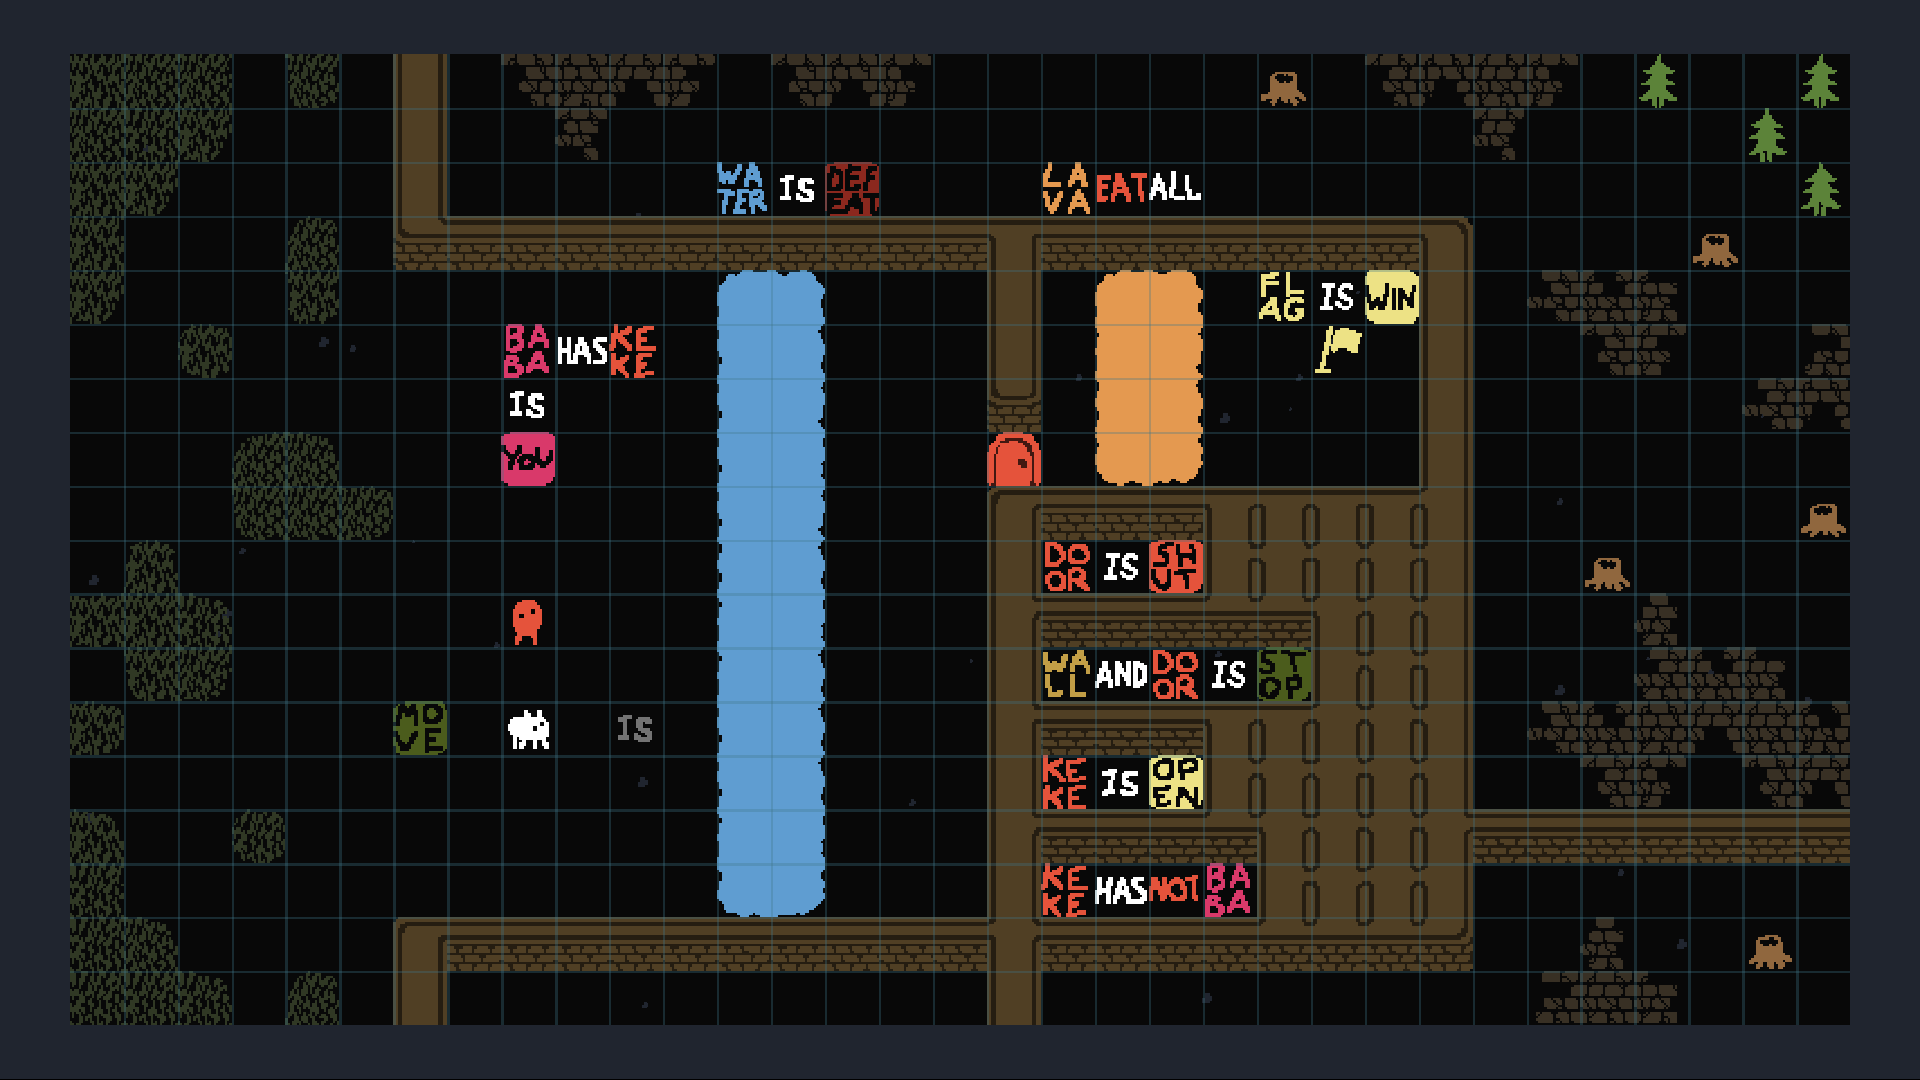 WATER IS DEFEAT
LAVA EAT ALL
FLAG IS WIN
BABA HAS KEKE
IS
YOU
DOOR IS SHUT
WALL AND DOOR IS STOP
MOVE
IS
KEKE IS OPEN
KEKE HAS NOT BABA